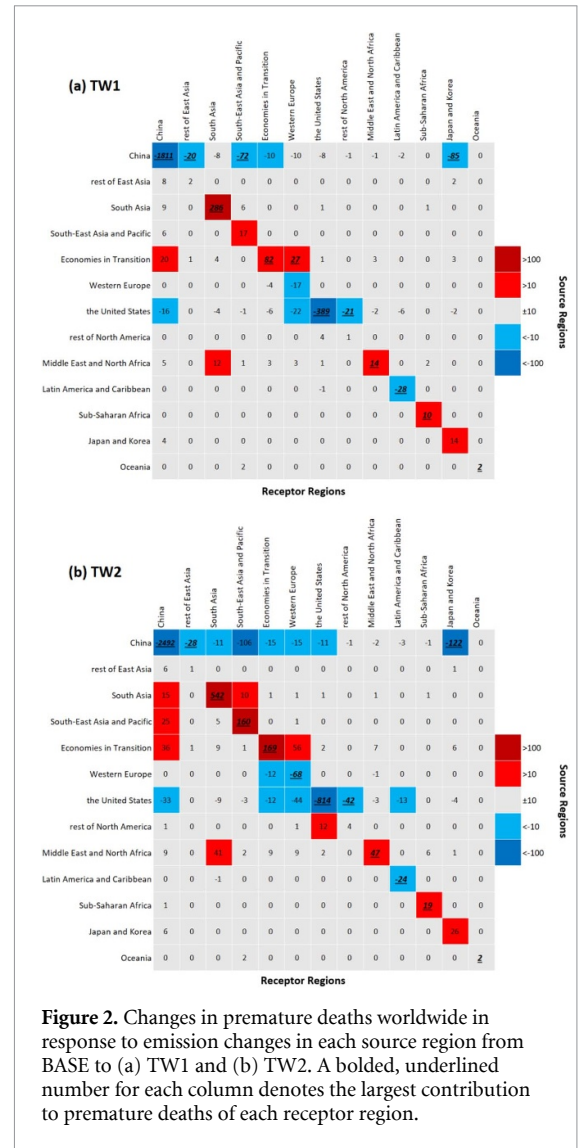 (a) TW1
China
rest of East Asia
South Asia
South-East Asia and Pacific
Economies in Transition
Western Europe
the United States
rest of North America
Middle East and North Africa
Latin America and Caribbean
Sub-Saharan Africa
Japan and Korea
Oceania
China -1811 -20 -8 -72 -10 -10 -8 -1 -1 -2 0 -85 0
rest of East Asia 8 2 0 0 0 0 0 0 0 0 0 2 0
South Asia 9 0 286 6 0 0 1 0 0 0 1 0 0
South-East Asia and Pacific 6 0 0 17 0 0 0 0 0 0 0 0 0
Economies in Transition 20 1 4 0 82 27 1 0 3 0 0 3 0
Western Europe 0 0 0 0 -4 -17 0 0 0 0 0 0 0
the United States -16 0 -4 -1 -6 -22 -389 -21 -2 -6 0 -2 0
rest of North America 0 0 0 0 0 0 4 1 0 0 0 0 0
Middle East and North Africa 5 0 12 1 3 3 1 0 14 0 2 0 0
Latin America and Caribbean 0 0 0 0 0 0 -1 0 0 -28 0 0 0
Sub-Saharan Africa 0 0 0 0 0 0 0 0 0 0 10 0 0
Japan and Korea 4 0 0 0 0 0 0 0 0 0 0 14 0
Oceania 0 0 0 2 0 0 0 0 0 0 0 0 2
Receptor Regions
>100
>10
±10
<-10
<-100
Source Regions
(b) TW2
China
rest of East Asia
South Asia
South-East Asia and Pacific
Economies in Transition
Western Europe
the United States
rest of North America
Middle East and North Africa
Latin America and Caribbean
Sub-Saharan Africa
Japan and Korea
Oceania
China -2492 -28 -11 -106 -15 -15 -11 -1 -2 -3 -1 -122 0
rest of East Asia 6 1 0 0 0 0 0 0 0 0 0 1 0
South Asia 15 0 542 10 1 1 1 0 1 0 1 0 0
South-East Asia and Pacific 25 0 5 160 0 1 0 0 0 0 0 0 0
Economies in Transition 36 1 9 1 169 56 2 0 7 0 0 6 0
Western Europe 0 0 0 0 -12 -68 0 0 -1 0 0 0 0
the United States -33 0 -9 -3 -12 -44 -814 -42 -3 -13 0 -4 0
rest of North America 1 0 0 0 0 1 12 4 0 0 0 0 0
Middle East and North Africa 9 0 41 2 9 9 2 0 47 0 6 1 0
Latin America and Caribbean 0 0 -1 0 0 0 0 0 0 -24 0 0 0
Sub-Saharan Africa 1 0 0 0 0 0 0 0 0 0 19 0 0
Japan and Korea 6 0 0 0 0 0 0 0 0 0 0 26 0
Oceania 0 0 0 2 0 0 0 0 0 0 0 0 2
Receptor Regions
>100
>10
±10
<-10
<-100
Source Regions
Figure 2. Changes in premature deaths worldwide in
response to emission changes in each source region from
BASE to (a) TW1 and (b) TW2. A bolded, underlined
number for each column denotes the largest contribution
to premature deaths of each receptor region.